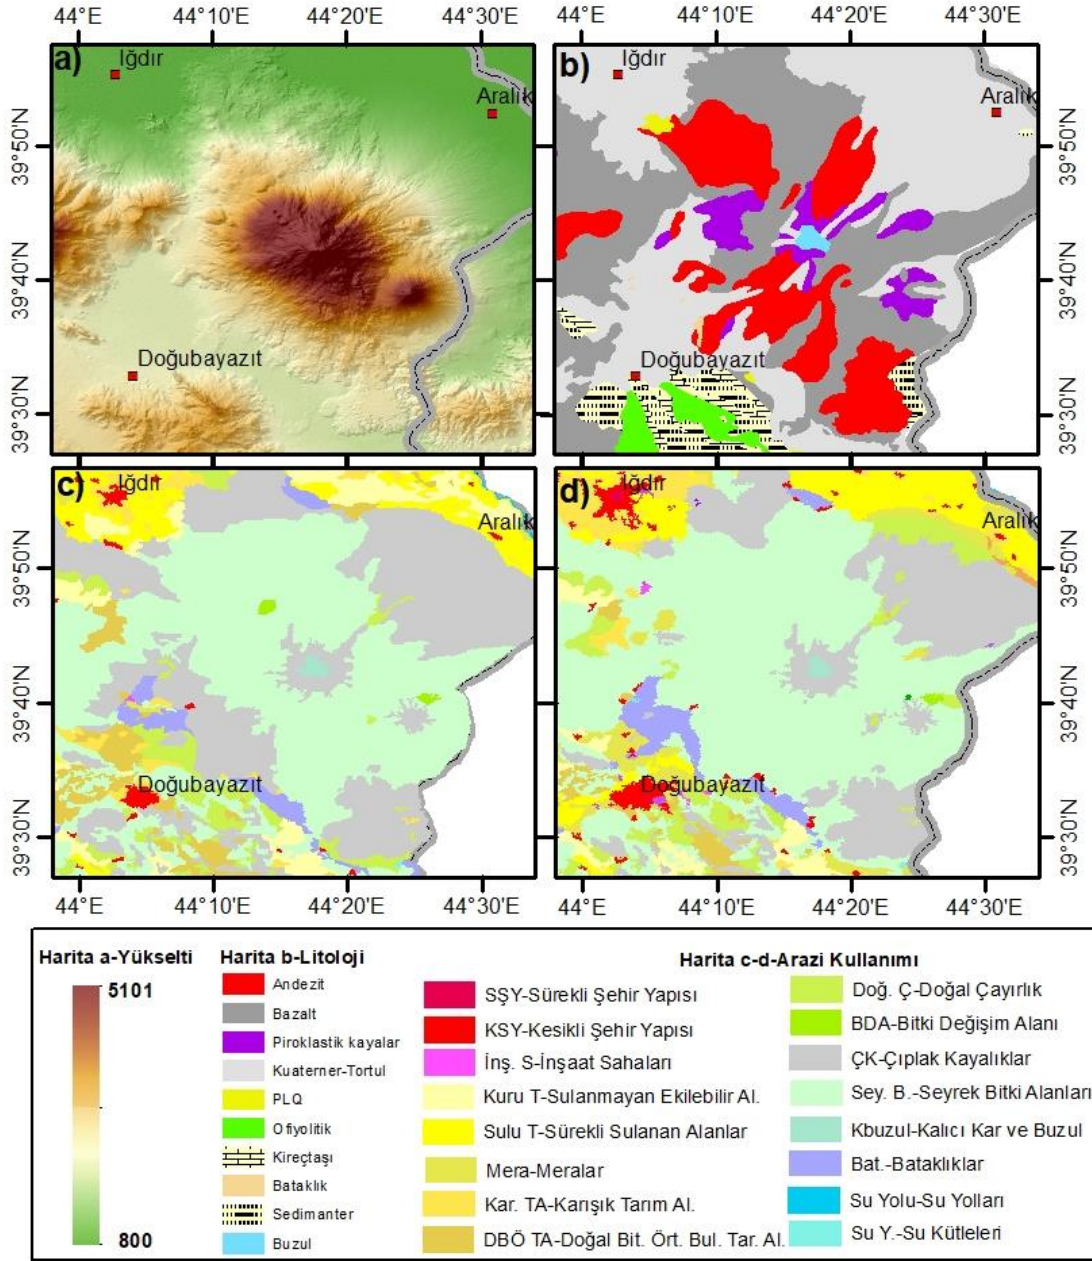 44°E 44°10'E 44°20'E 44°30'E 44°E 44°10'E 44°20'E 44°30'E
a) Iğdır
Aralık
Doğubayazıt
39°50'N
39°40'N
39°30'N
b) Iğdır
Aralık
Doğubayazıt
39°50'N
39°40'N
39°30'N
c) Iğdır
Aralık
Doğubayazıt
39°50'N
39°40'N
39°30'N
d) Iğdır
Aralık
Doğubayazıt
39°50'N
39°40'N
39°30'N
44°E 44°10'E 44°20'E 44°30'E 44°E 44°10'E 44°20'E 44°30'E
Harita a-Yükselti
5101
800
Harita b-Litoloji
Andezit
Bazalt
Piroklastik kayalar
Kuaterner-Tortul
PLQ
Ofiyolitik
Kireçtaşı
Bataklık
Sedimanter
Buzul
Harita c-d-Arazi Kullanımı
SŞY-Sürekli Şehir Yapısı
KSY-Kesikli Şehir Yapısı
İnş. S-İnşaat Sahaları
Kuru T-Sulanmayan Ekilebilir Al.
Sulu T-Sürekli Sulanan Alanlar
Mera-Meralar
Kar. TA-Karışık Tarım Al.
DBÖ TA-Doğal Bit. Ört. Bul. Tar. Al.
Doğ. Ç-Doğal Çayırlık
BDA-Bitki Değişim Alanı
ÇK-Çıplak Kayalıklar
Sey. B.-Seyrek Bitki Alanları
Kbuzul-Kalıcı Kar ve Buzul
Bat.-Bataklıklar
Su Yolu-Su Yolları
Su Y.-Su Kütleleri